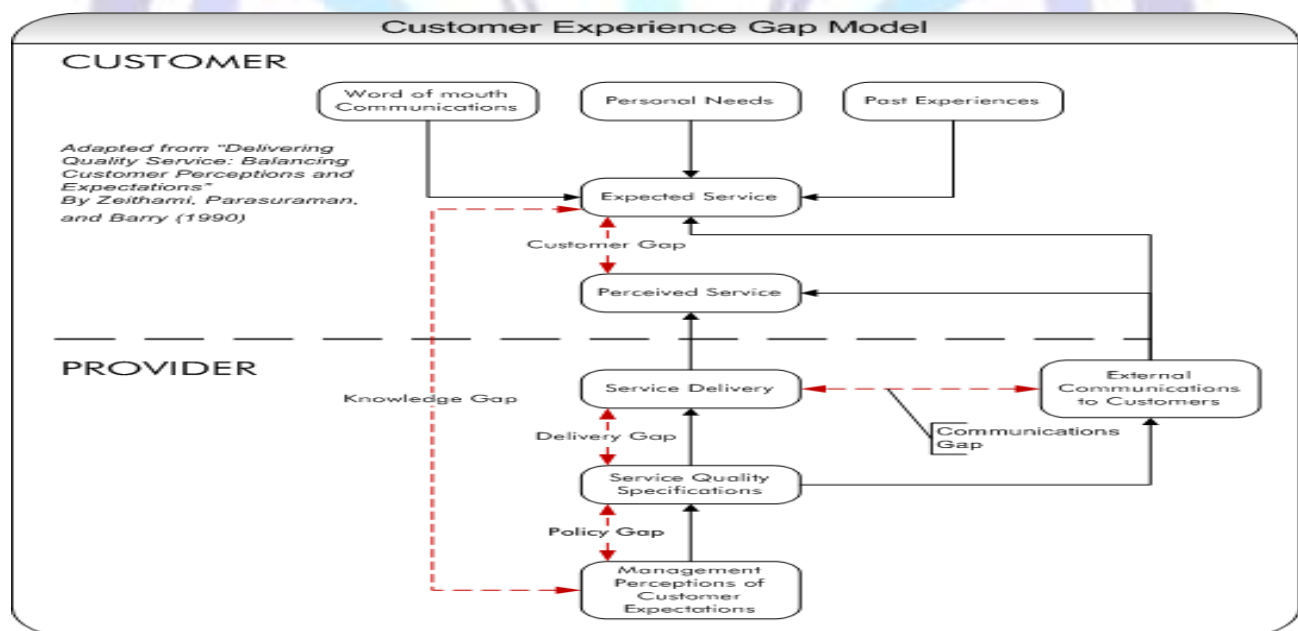 Customer Experience Gap Model
CUSTOMER
Word of mouth
Communications
Personal Needs
Past Experiences
Adapted from "Delivering
Quality Service: Balancing
Customer Perceptions and
Expectations"
By Zeithami, Parasuraman,
and Barry (1990)
Expected Service
Customer Gap
Perceived Service
PROVIDER
Service Delivery
External
Communications
to Customers
Knowledge Gap
Delivery Gap
Communications
Gap
Service Quality
Specifications
Policy Gap
Management
Perceptions of
Customer
Expectations